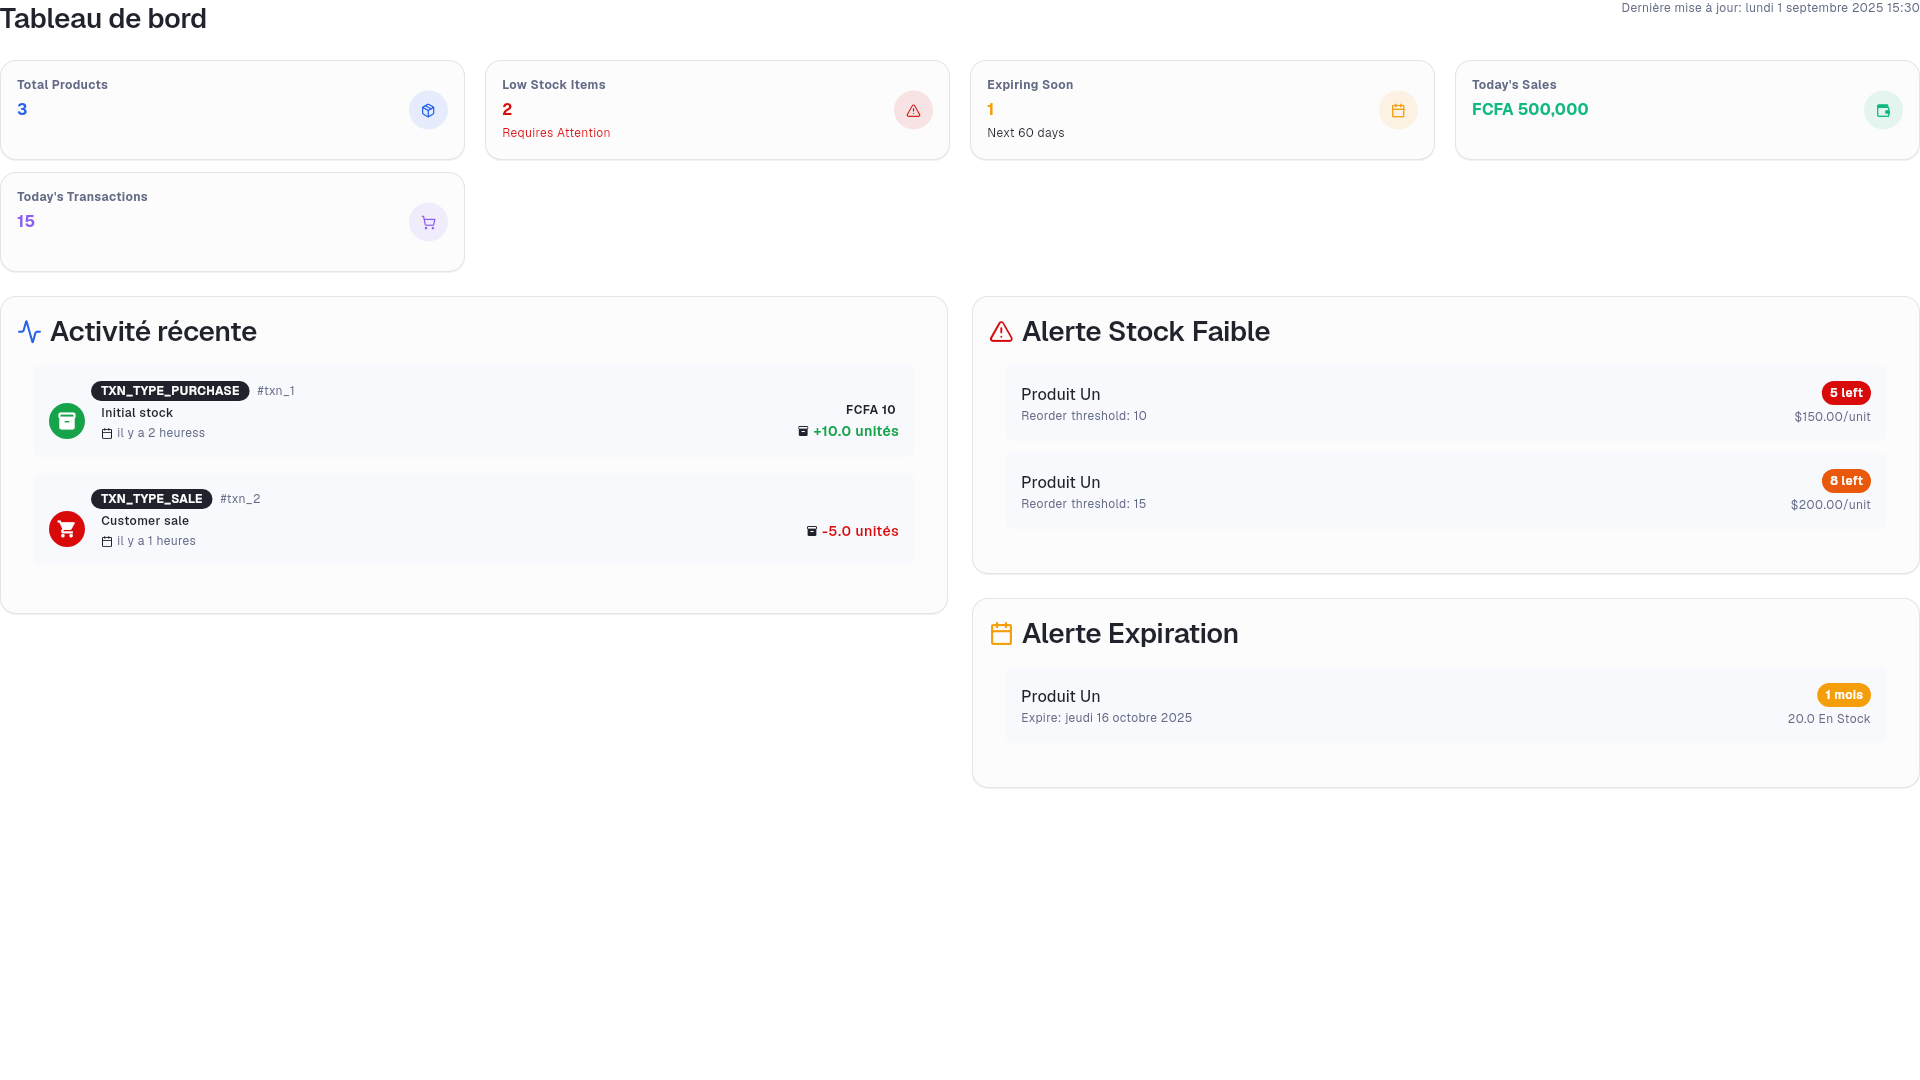 Tableau de bord
Dernière mise à jour: lundi 1 septembre 2025 15:30
Total Products
3
Low Stock Items
2
Requires Attention
Expiring Soon
1
Next 60 days
Today's Sales
FCFA 500,000
Today's Transactions
15
Activité récente
TXN_TYPE_PURCHASE #txn_1
Initial stock
il y a 2 heuress
FCFA 10
+10.0 unités
TXN_TYPE_SALE #txn_2
Customer sale
il y a 1 heures
-5.0 unités
Alerte Stock Faible
Produit Un
Reorder threshold: 10
5 left
$150.00/unit
Produit Un
Reorder threshold: 15
8 left
$200.00/unit
Alerte Expiration
Produit Un
Expire: jeudi 16 octobre 2025
1 mois
20.0 En Stock